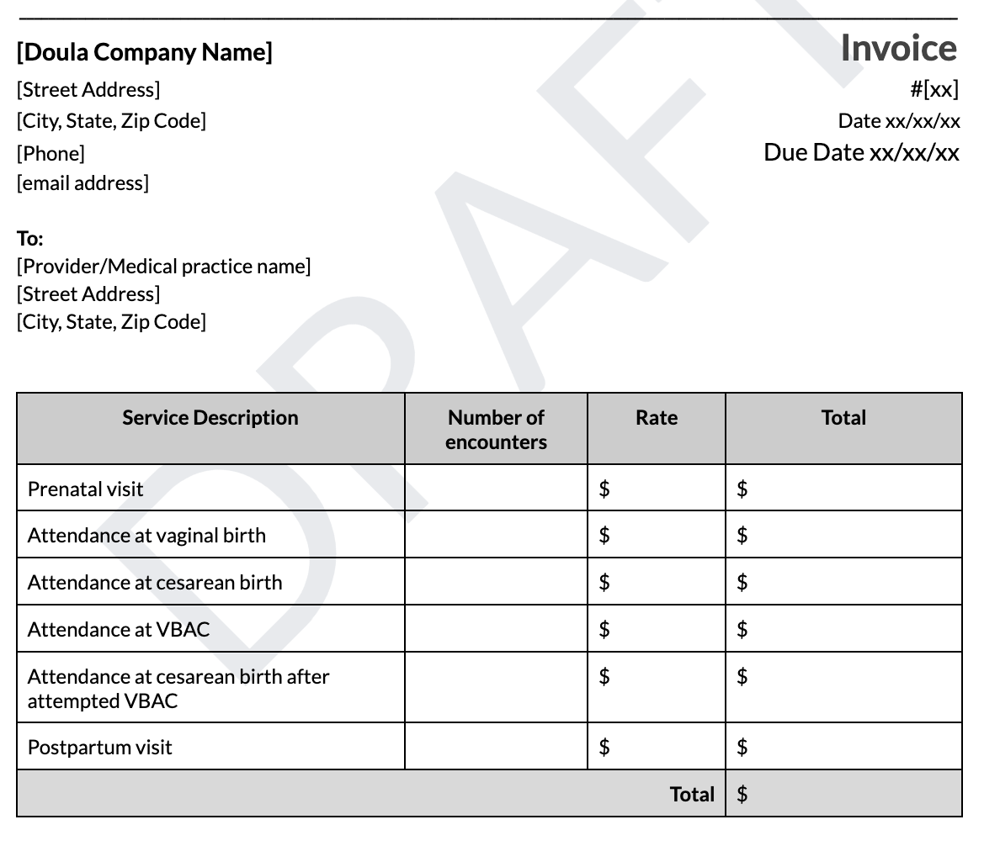 [Doula Company Name]
Invoice
[Street Address]
#[xx]
[City, State, Zip Code]
Date xx/xx/xx
[Phone]
Due Date xx/xx/xx
[email address]
To:
[Provider/Medical practice name]
[Street Address]
[City, State, Zip Code]
DRAFT
Service Description Number of encounters Rate Total
Prenatal visit $ $
Attendance at vaginal birth $ $
Attendance at cesarean birth $ $
Attendance at VBAC $ $
Attendance at cesarean birth after $ $
attempted VBAC
Postpartum visit $ $
Total $